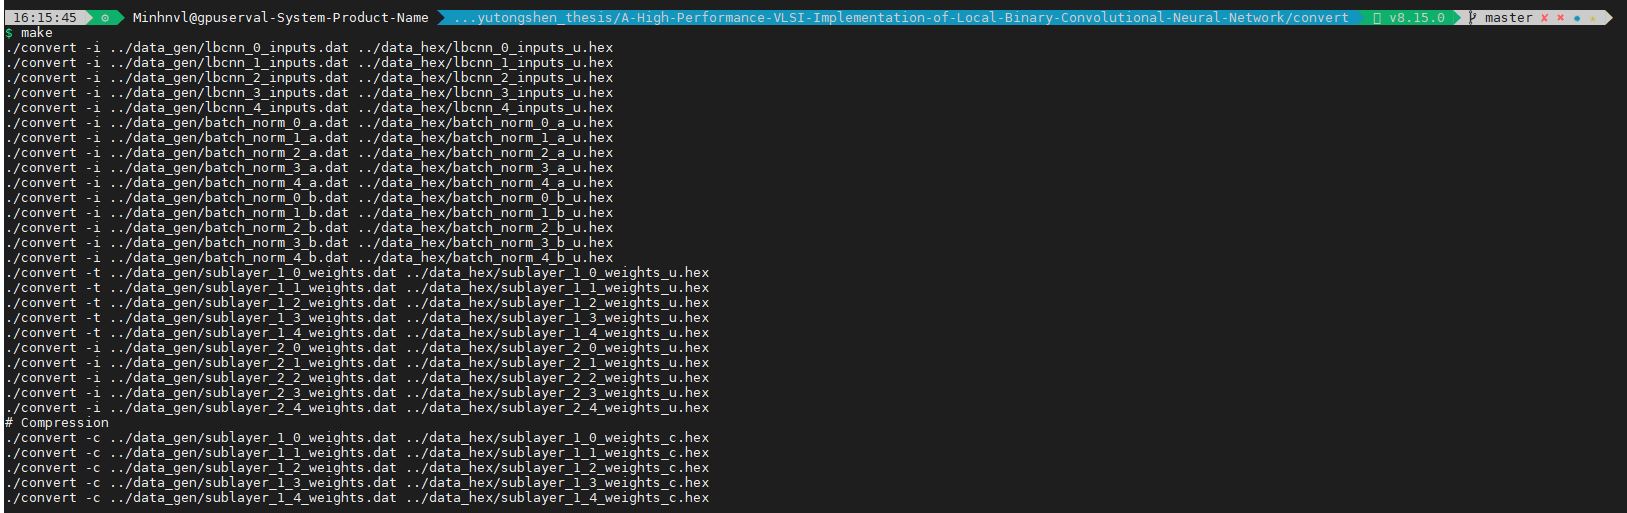 16:15:45 Minhnvl@gpuserval-System-Product-Name ...yutongshen_thesis/A-High-Performance-VLSI-Implementation-of-Local-Binary-Convolutional-Neural-Network/convert v8.15.0 master ✘ ✖ ● ★
$ make
./convert -i ../data_gen/lbcnn_0_inputs.dat ../data_hex/lbcnn_0_inputs_u.hex
./convert -i ../data_gen/lbcnn_1_inputs.dat ../data_hex/lbcnn_1_inputs_u.hex
./convert -i ../data_gen/lbcnn_2_inputs.dat ../data_hex/lbcnn_2_inputs_u.hex
./convert -i ../data_gen/lbcnn_3_inputs.dat ../data_hex/lbcnn_3_inputs_u.hex
./convert -i ../data_gen/lbcnn_4_inputs.dat ../data_hex/lbcnn_4_inputs_u.hex
./convert -i ../data_gen/batch_norm_0_a.dat ../data_hex/batch_norm_0_a_u.hex
./convert -i ../data_gen/batch_norm_1_a.dat ../data_hex/batch_norm_1_a_u.hex
./convert -i ../data_gen/batch_norm_2_a.dat ../data_hex/batch_norm_2_a_u.hex
./convert -i ../data_gen/batch_norm_3_a.dat ../data_hex/batch_norm_3_a_u.hex
./convert -i ../data_gen/batch_norm_4_a.dat ../data_hex/batch_norm_4_a_u.hex
./convert -i ../data_gen/batch_norm_0_b.dat ../data_hex/batch_norm_0_b_u.hex
./convert -i ../data_gen/batch_norm_1_b.dat ../data_hex/batch_norm_1_b_u.hex
./convert -i ../data_gen/batch_norm_2_b.dat ../data_hex/batch_norm_2_b_u.hex
./convert -i ../data_gen/batch_norm_3_b.dat ../data_hex/batch_norm_3_b_u.hex
./convert -i ../data_gen/batch_norm_4_b.dat ../data_hex/batch_norm_4_b_u.hex
./convert -t ../data_gen/sublayer_1_0_weights.dat ../data_hex/sublayer_1_0_weights_u.hex
./convert -t ../data_gen/sublayer_1_1_weights.dat ../data_hex/sublayer_1_1_weights_u.hex
./convert -t ../data_gen/sublayer_1_2_weights.dat ../data_hex/sublayer_1_2_weights_u.hex
./convert -t ../data_gen/sublayer_1_3_weights.dat ../data_hex/sublayer_1_3_weights_u.hex
./convert -t ../data_gen/sublayer_1_4_weights.dat ../data_hex/sublayer_1_4_weights_u.hex
./convert -i ../data_gen/sublayer_2_0_weights.dat ../data_hex/sublayer_2_0_weights_u.hex
./convert -i ../data_gen/sublayer_2_1_weights.dat ../data_hex/sublayer_2_1_weights_u.hex
./convert -i ../data_gen/sublayer_2_2_weights.dat ../data_hex/sublayer_2_2_weights_u.hex
./convert -i ../data_gen/sublayer_2_3_weights.dat ../data_hex/sublayer_2_3_weights_u.hex
./convert -i ../data_gen/sublayer_2_4_weights.dat ../data_hex/sublayer_2_4_weights_u.hex
# Compression
./convert -c ../data_gen/sublayer_1_0_weights.dat ../data_hex/sublayer_1_0_weights_c.hex
./convert -c ../data_gen/sublayer_1_1_weights.dat ../data_hex/sublayer_1_1_weights_c.hex
./convert -c ../data_gen/sublayer_1_2_weights.dat ../data_hex/sublayer_1_2_weights_c.hex
./convert -c ../data_gen/sublayer_1_3_weights.dat ../data_hex/sublayer_1_3_weights_c.hex
./convert -c ../data_gen/sublayer_1_4_weights.dat ../data_hex/sublayer_1_4_weights_c.hex